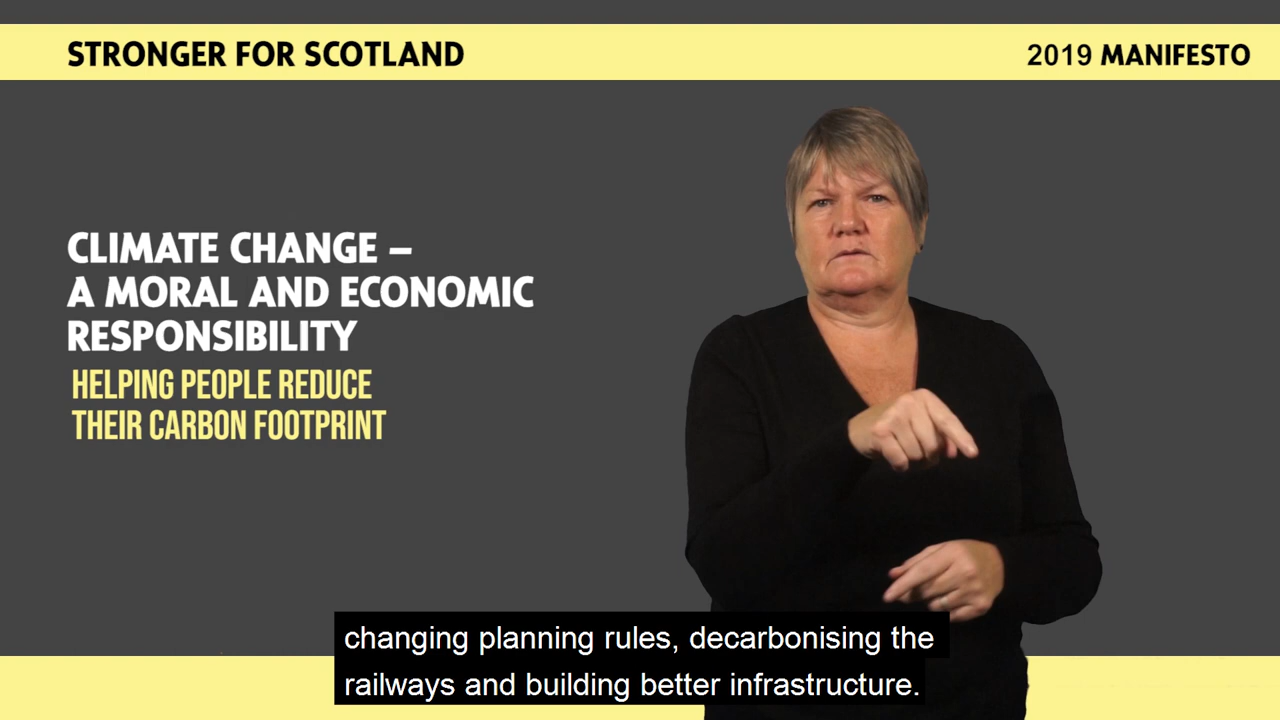 STRONGER FOR SCOTLAND
2019 MANIFESTO
CLIMATE CHANGE –
A MORAL AND ECONOMIC
RESPONSIBILITY
HELPING PEOPLE REDUCE
THEIR CARBON FOOTPRINT
changing planning rules, decarbonising the
railways and building better infrastructure.